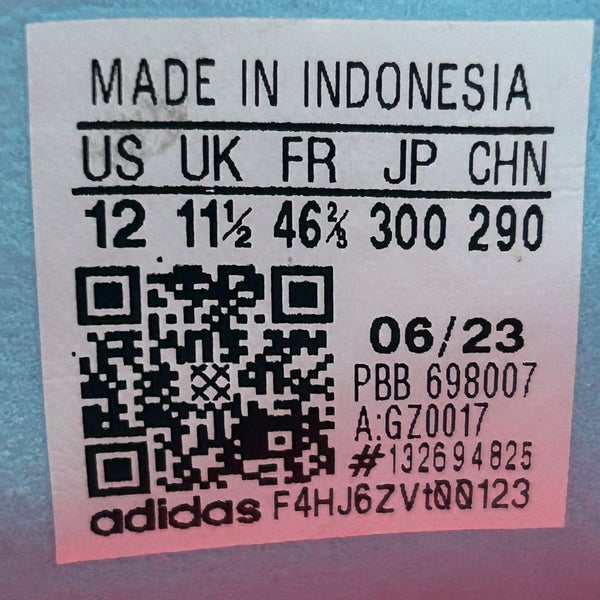 MADE IN INDONESIA
US UK FR JP CHN
12 11½ 46⅔ 300 290
06/23
PBB 698007
A:GZ0017
#132694825
adidas F4HJ6ZVt00123